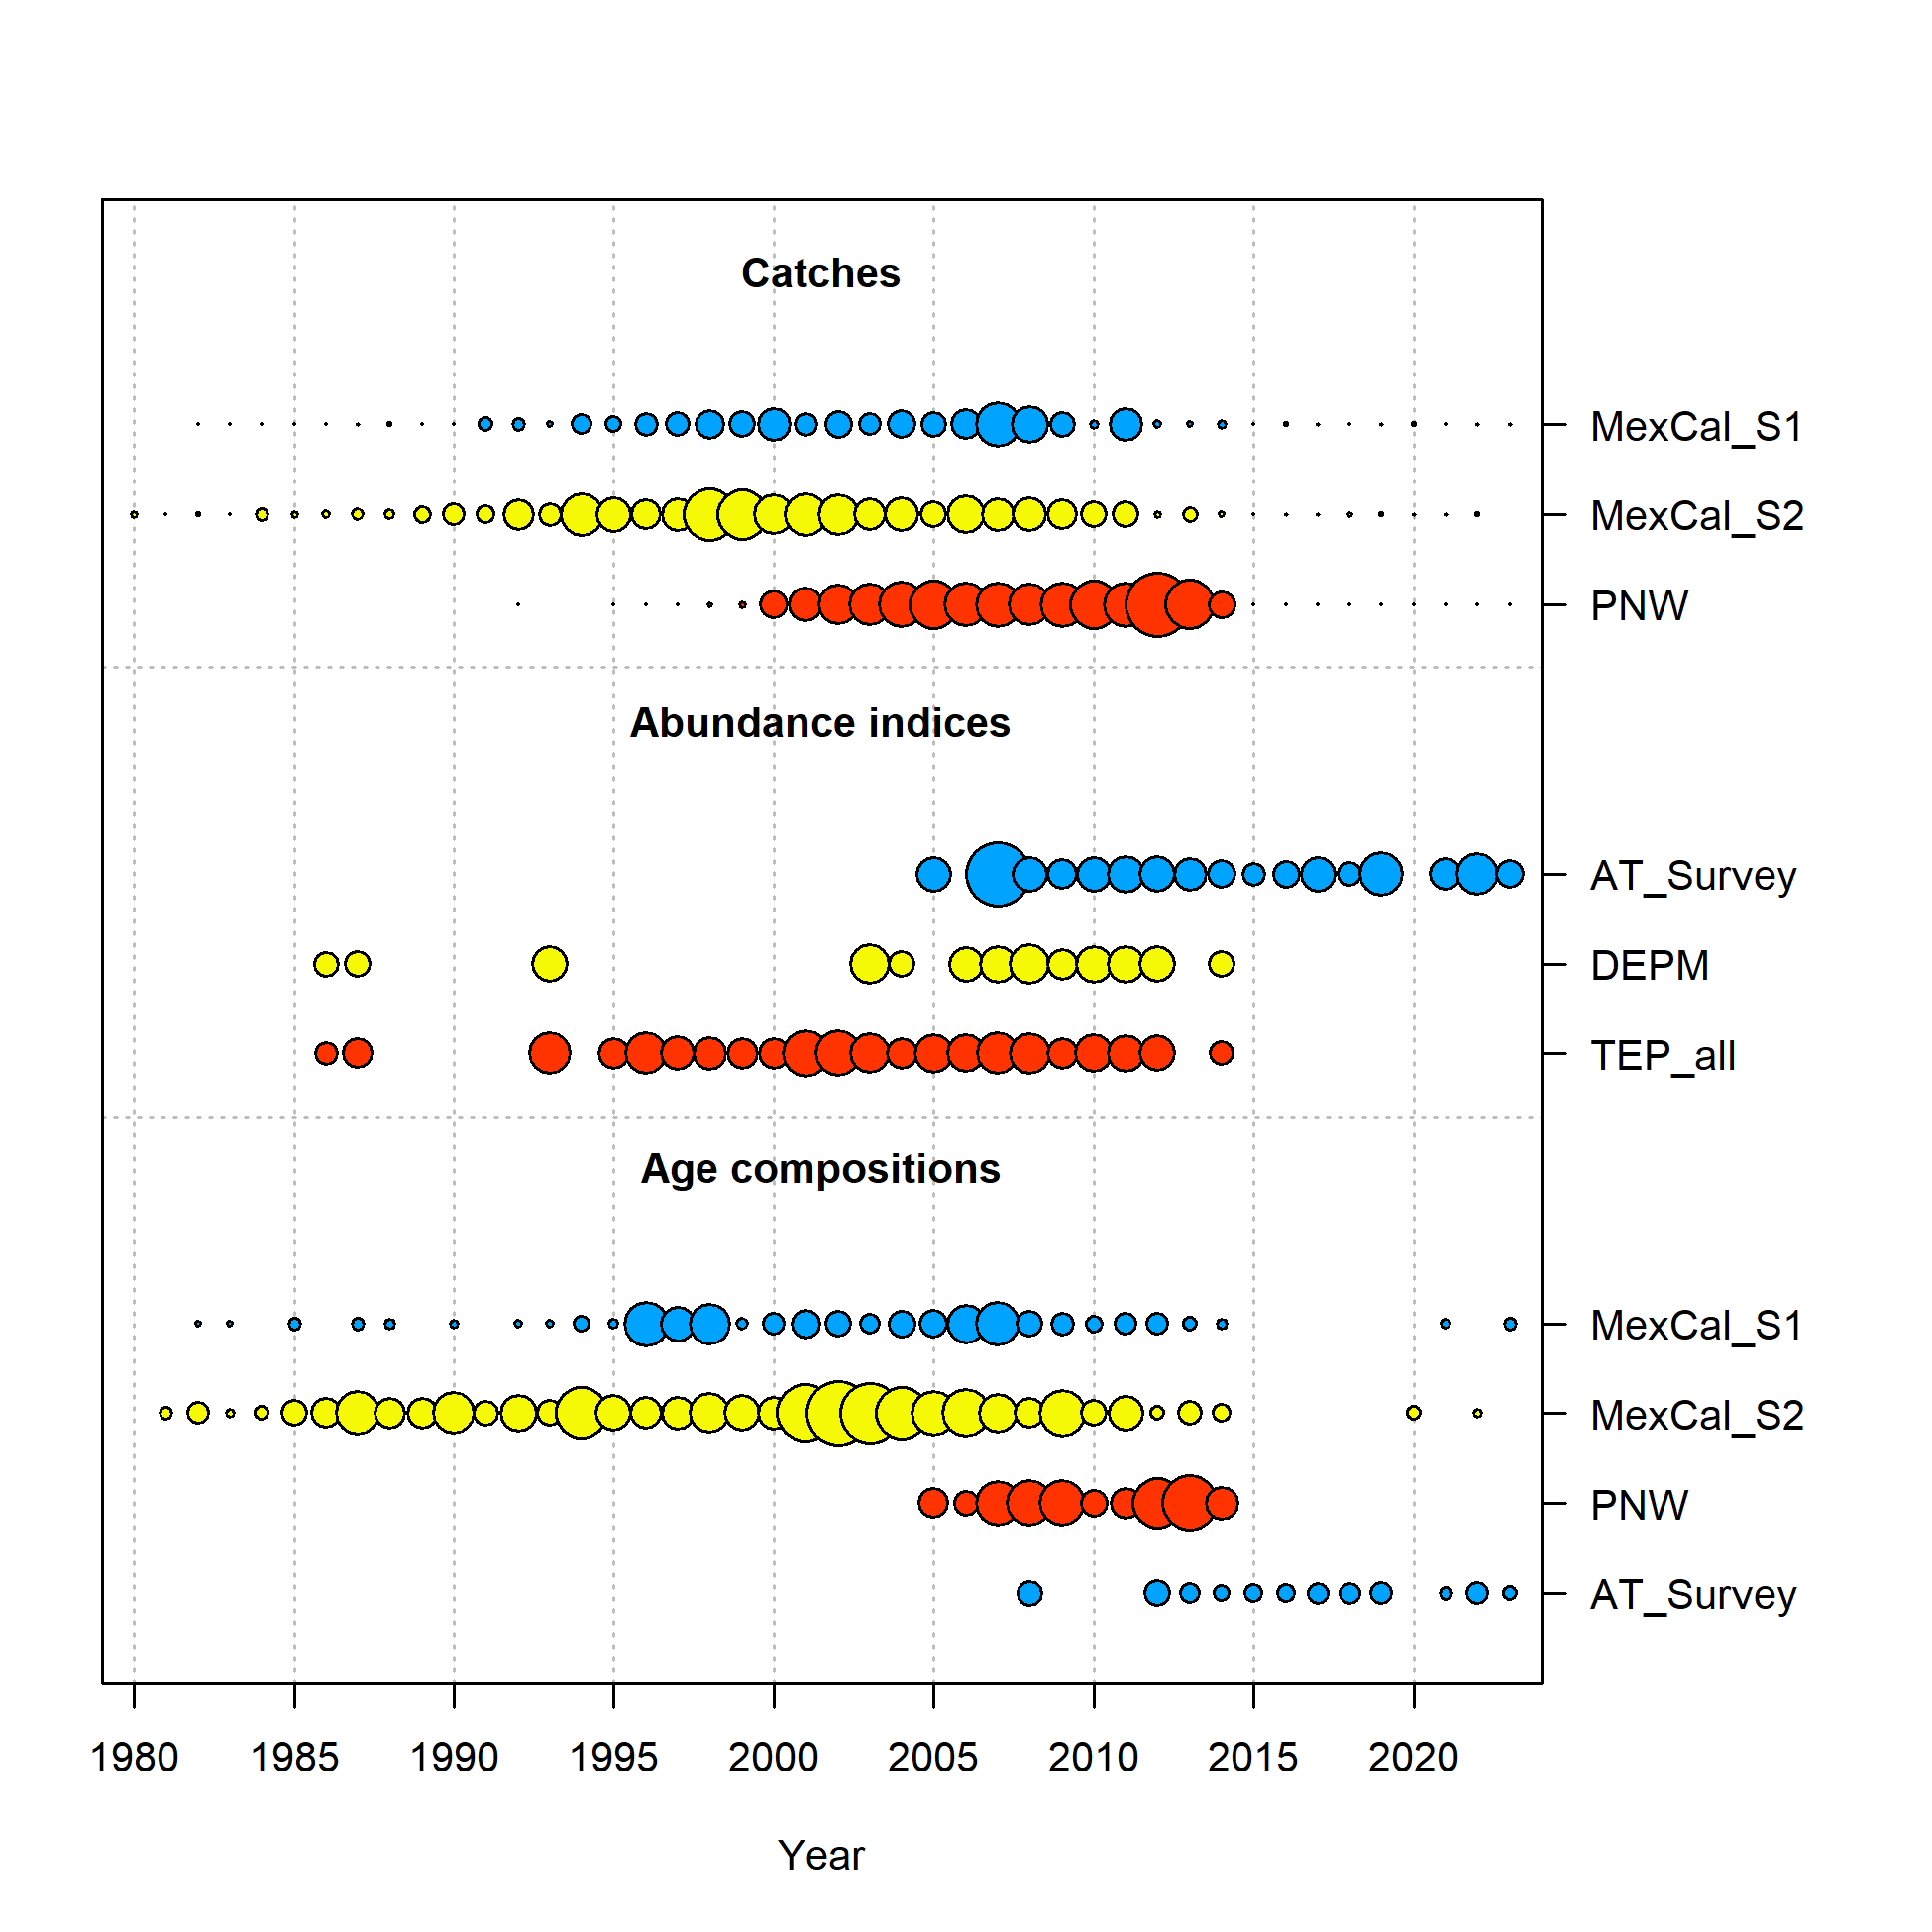 Catches
MexCal_S1
MexCal_S2
PNW
Abundance indices
AT_Survey
DEPM
TEP_all
Age compositions
MexCal_S1
MexCal_S2
PNW
AT_Survey
1980 1985 1990 1995 2000 2005 2010 2015 2020
Year